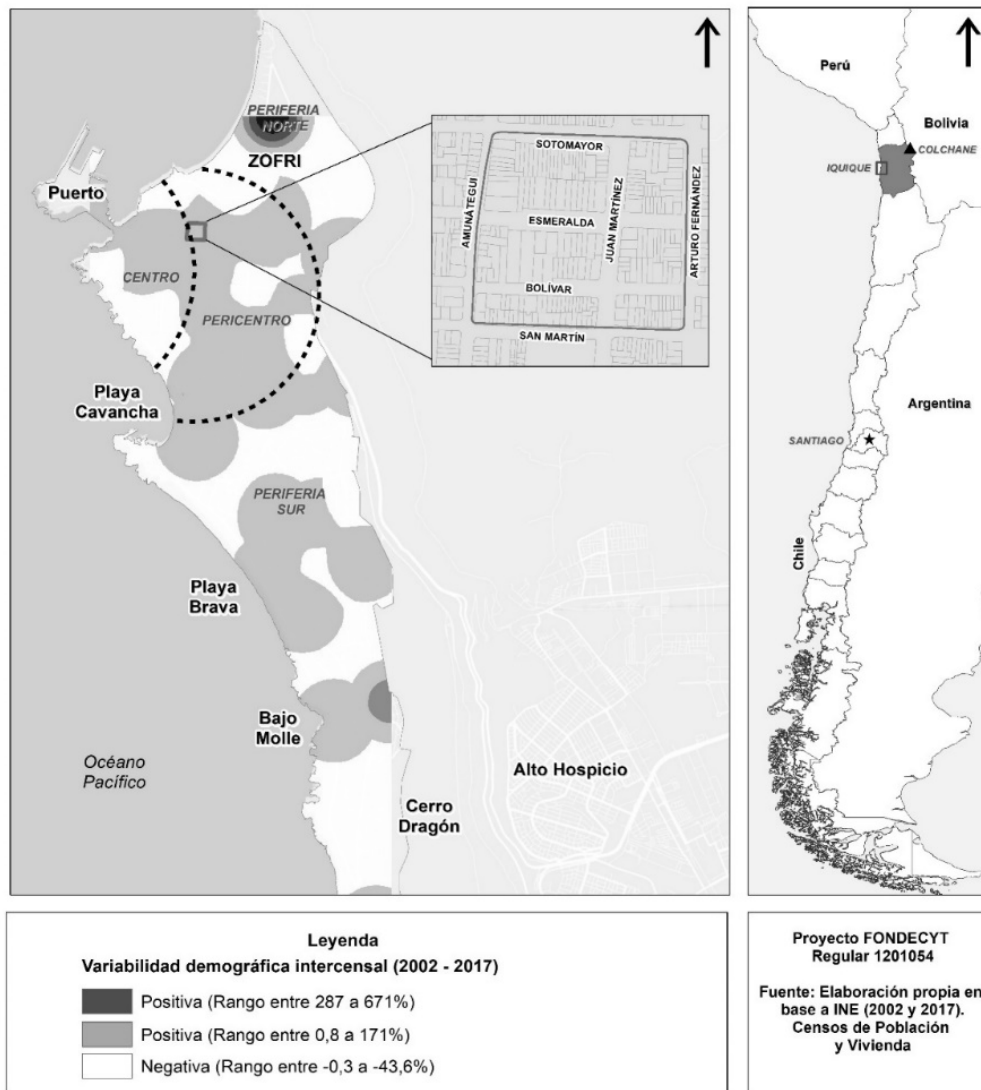 PERIFERIA
NORTE
ZOFRI
Puerto
CENTRO
PERICENTRO
Playa
Cavancha
PERIFERIA
SUR
Playa
Brava
Bajo
Molle
Océano
Pacífico
Alto Hospicio
Cerro
Dragón
SOTOMAYOR
AMUNÁTEGUI
ESMERALDA
JUAN MARTÍNEZ
ARTURO FERNÁNDEZ
BOLÍVAR
SAN MARTÍN
Perú
Bolivia
COLCHANE
IQUIQUE
Argentina
SANTIAGO
Chile
Leyenda
Variabilidad demográfica intercensal (2002 - 2017)
Positiva (Rango entre 287 a 671%)
Positiva (Rango entre 0,8 a 171%)
Negativa (Rango entre -0,3 a -43,6%)
Proyecto FONDECYT
Regular 1201054
Fuente: Elaboración propia en
base a INE (2002 y 2017).
Censos de Población
y Vivienda